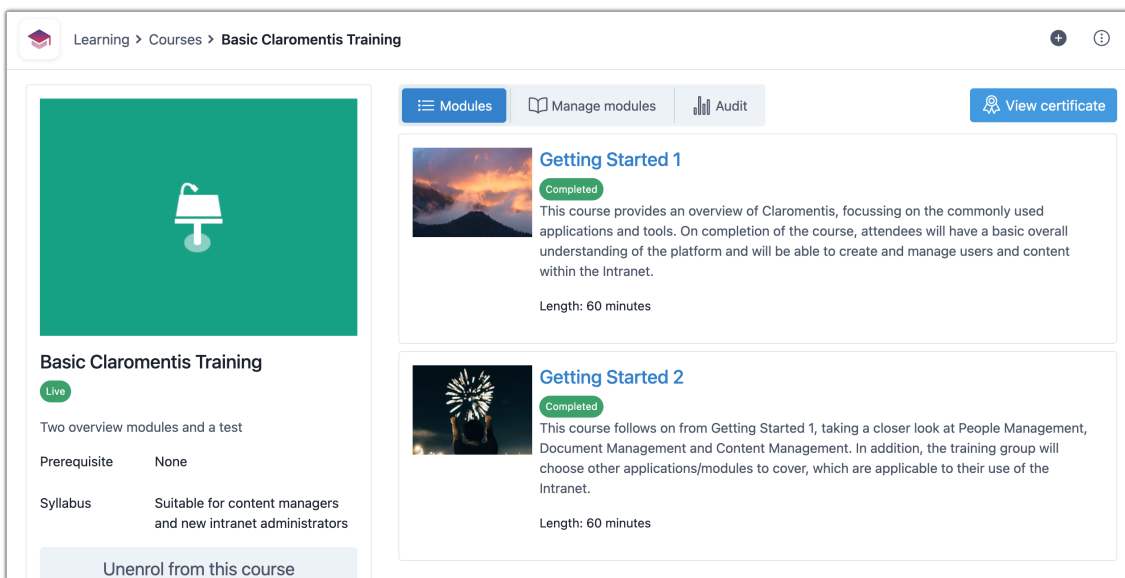 Learning > Courses > Basic Claromentis Training
Modules
Manage modules
Audit
View certificate
Basic Claromentis Training
Live
Two overview modules and a test
Prerequisite None
Syllabus Suitable for content managers
and new intranet administrators
Unenrol from this course
Getting Started 1
Completed
This course provides an overview of Claromentis, focussing on the commonly used
applications and tools. On completion of the course, attendees will have a basic overall
understanding of the platform and will be able to create and manage users and content
within the Intranet.
Length: 60 minutes
Getting Started 2
Completed
This course follows on from Getting Started 1, taking a closer look at People Management,
Document Management and Content Management. In addition, the training group will
choose other applications/modules to cover, which are applicable to their use of the
Intranet.
Length: 60 minutes